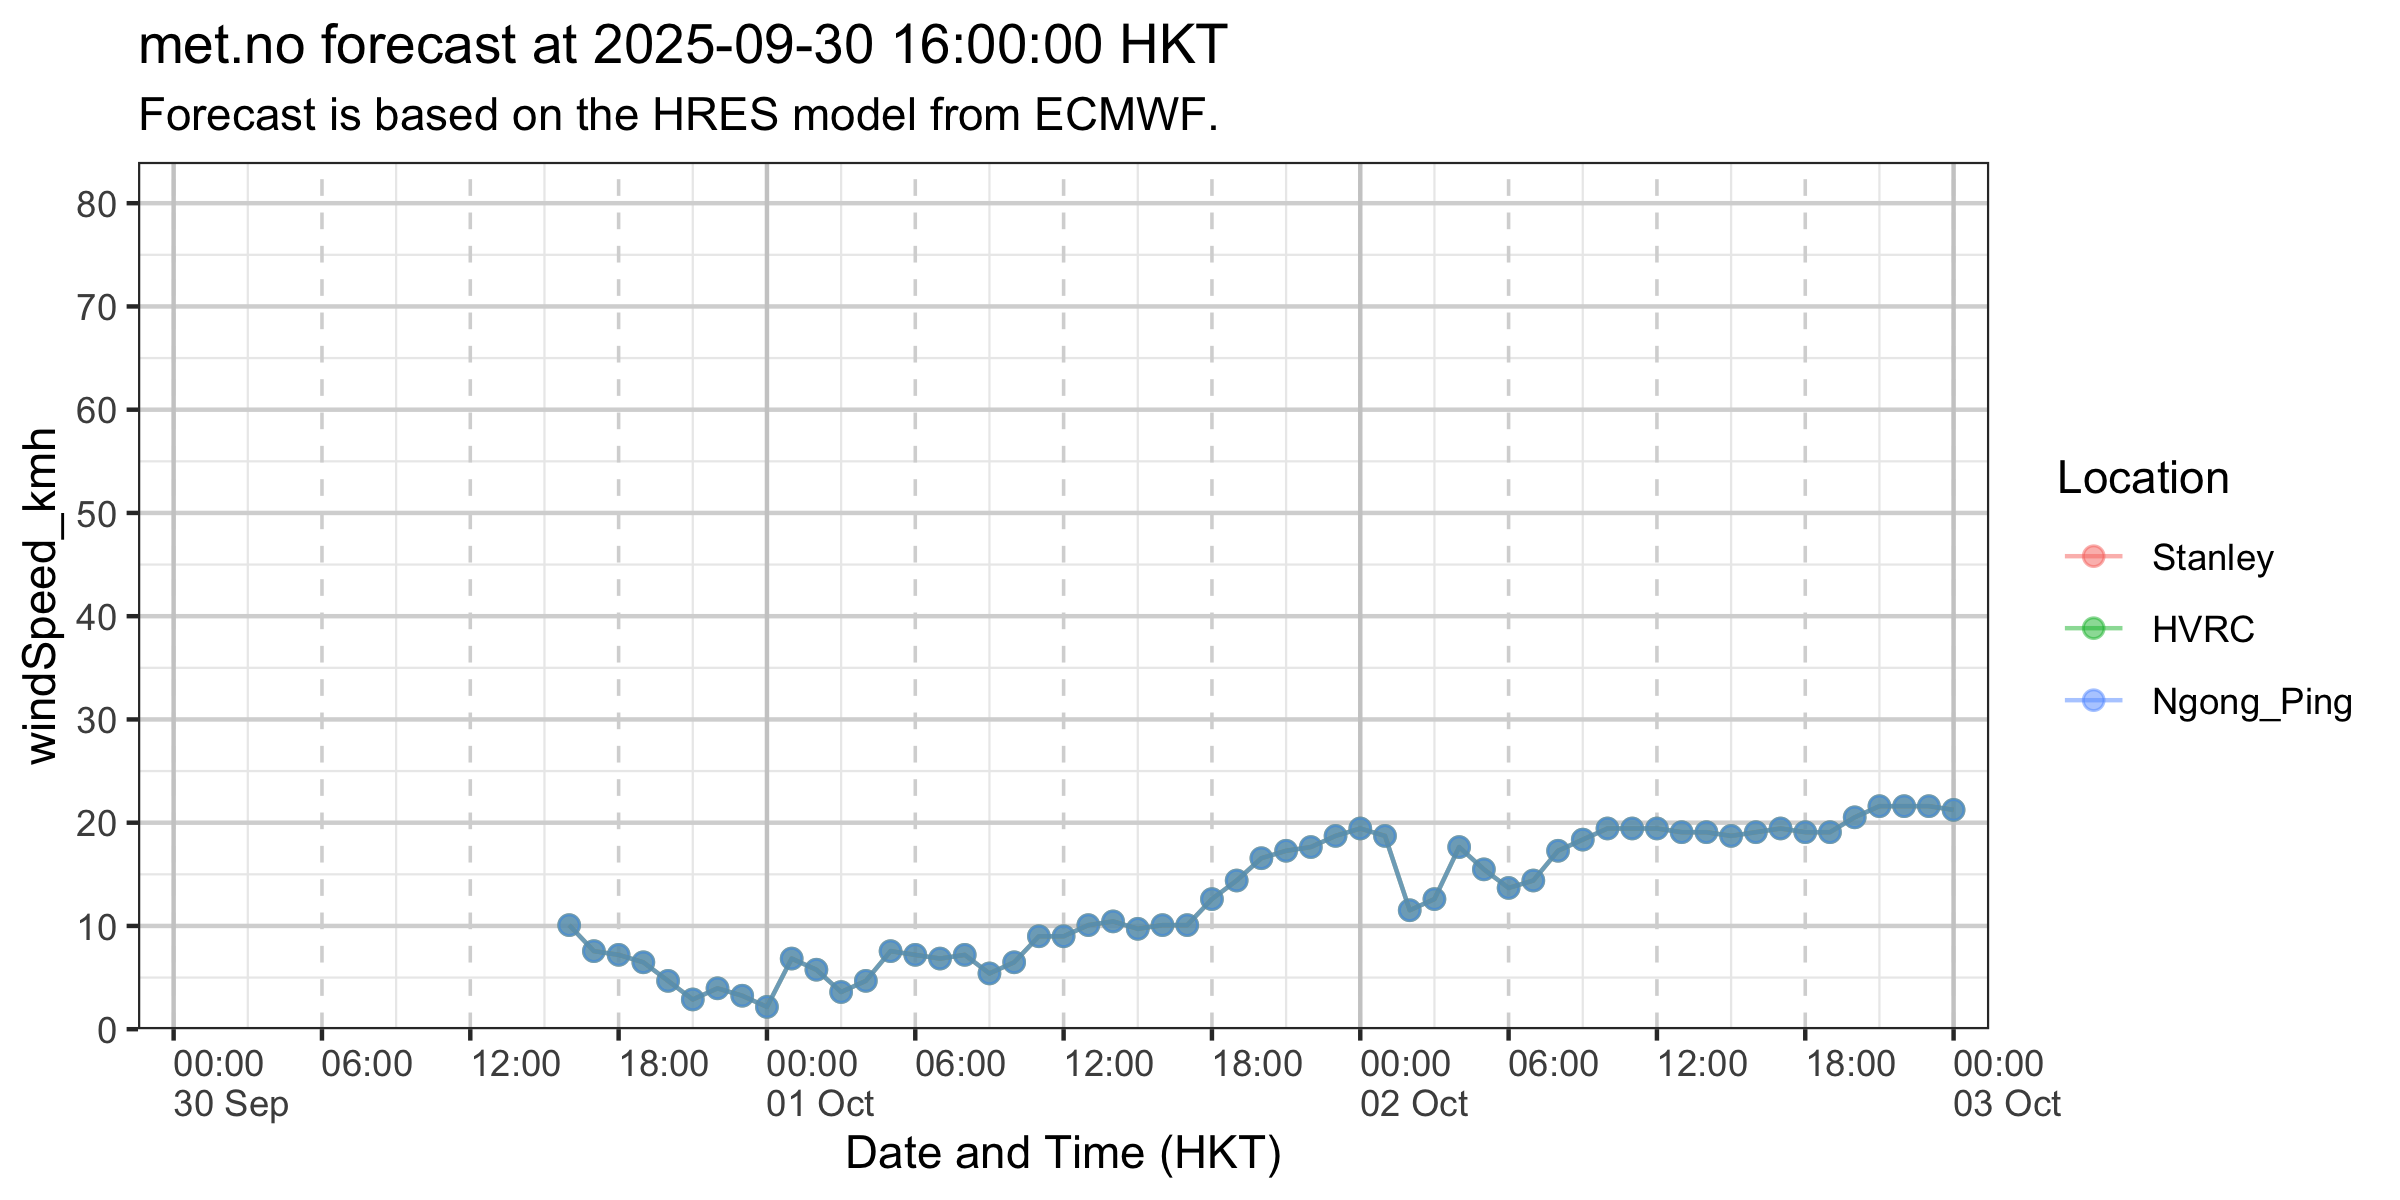 met.no forecast at 2025-09-30 16:00:00 HKT
Forecast is based on the HRES model from ECMWF.
windSpeed_kmh
80
70
60
50
40
30
20
10
0
00:00 06:00 12:00 18:00 00:00 06:00 12:00 18:00 00:00 06:00 12:00 18:00 00:00
30 Sep 01 Oct 02 Oct 03 Oct
Date and Time (HKT)
Location
Stanley
HVRC
Ngong_Ping